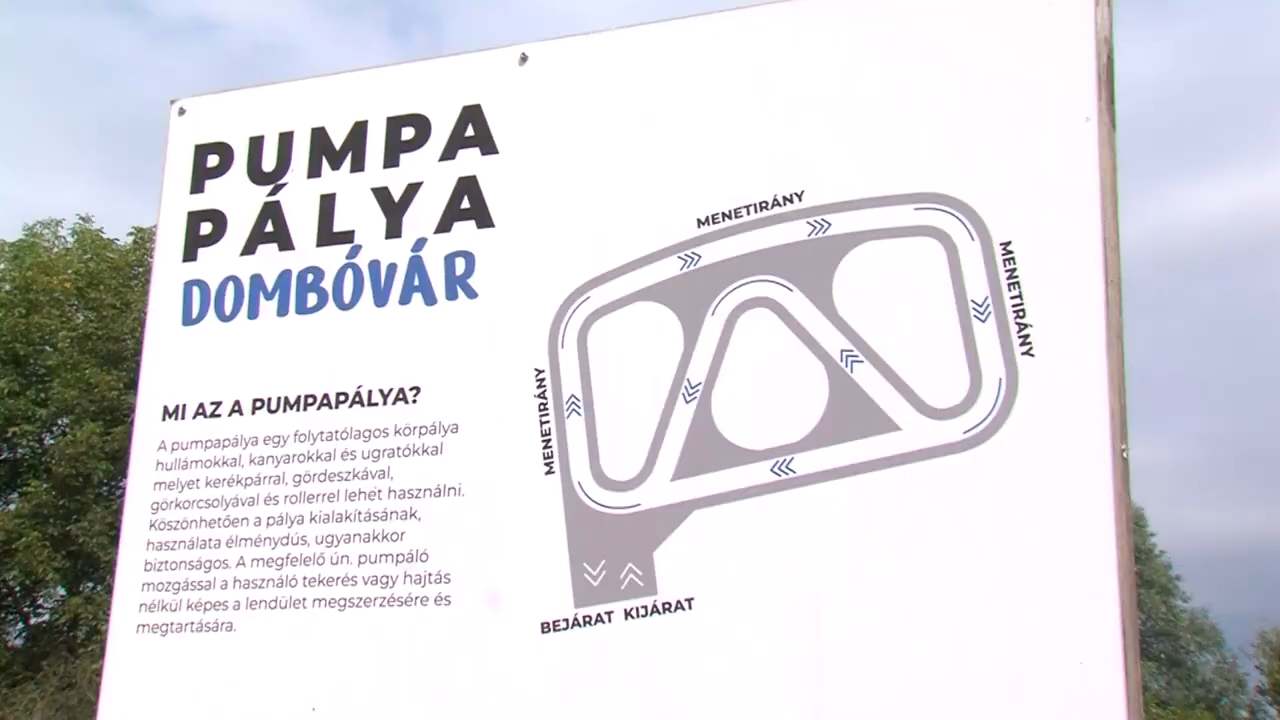 PUMPA
PÁLYA
DOMBÓVÁR
MI AZ A PUMPAPÁLYA?
A pumpapálya egy folytatólagos körpálya
hullámokkal, kanyarokkal és ugratókkal
melyet kerékpárral, gördeszkával,
görkorcsolyával és rollerrel lehet használni.
Köszönhetően a pálya kialakításának,
használata élménydús, ugyanakkor
biztonságos. A megfelelő ún. pumpáló
mozgással a használó tekerés vagy hajtás
nélkül képes a lendület megszerzésére és
megtartására.
MENETIRÁNY
MENETIRÁNY
MENETIRÁNY
BEJÁRAT KIJÁRAT